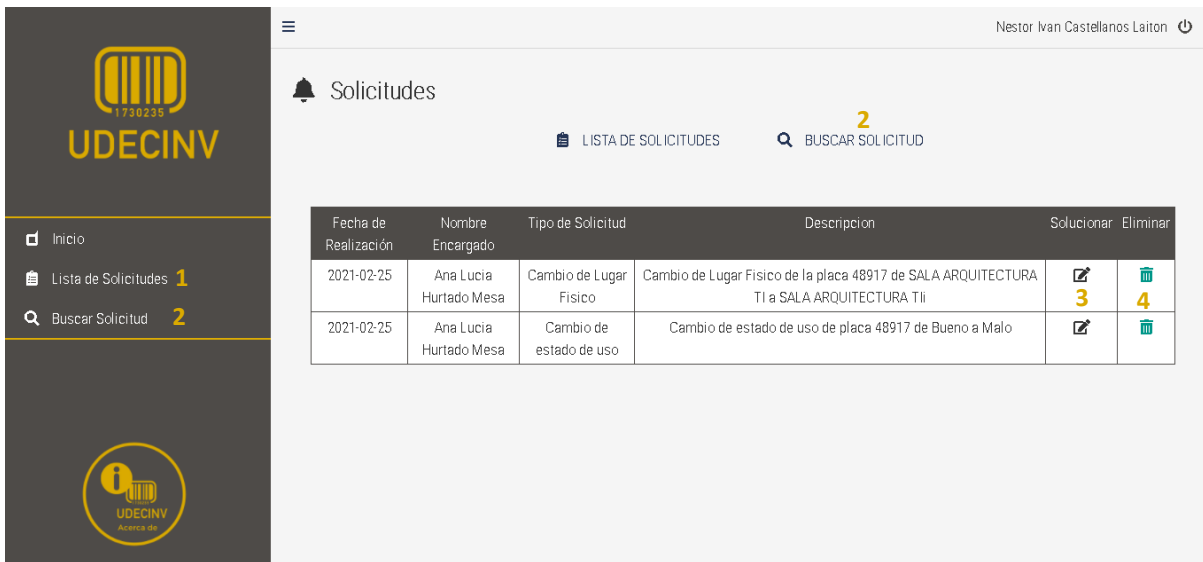 Nestor Ivan Castellanos Laiton
1730235
UDECINV
Solicitudes
2
LISTA DE SOLICITUDES BUSCAR SOLICITUD
Inicio
Lista de Solicitudes 1
Buscar Solicitud 2
Fecha de Nombre Tipo de Solicitud Descripcion Solucionar Eliminar
Realización Encargado
2021-02-25 Ana Lucia Cambio de Lugar Cambio de Lugar Fisico de la placa 48917 de SALA ARQUITECTURA
Hurtado Mesa Fisico TI a SALA ARQUITECTURA TIi 3 4
2021-02-25 Ana Lucia Cambio de Cambio de estado de uso de placa 48917 de Bueno a Malo
Hurtado Mesa estado de uso
i
UDECINV
Acerca de